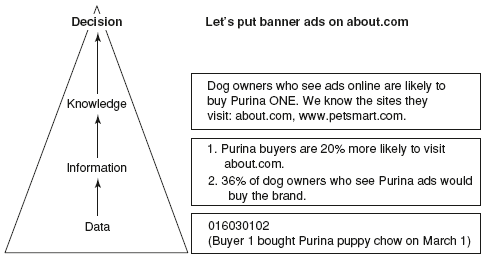 Decision
Let's put banner ads on about.com
Knowledge
Dog owners who see ads online are likely to
buy Purina ONE. We know the sites they
visit: about.com, www.petsmart.com.
Information
1. Purina buyers are 20% more likely to visit
about.com.
2. 36% of dog owners who see Purina ads would
buy the brand.
Data
016030102
(Buyer 1 bought Purina puppy chow on March 1)